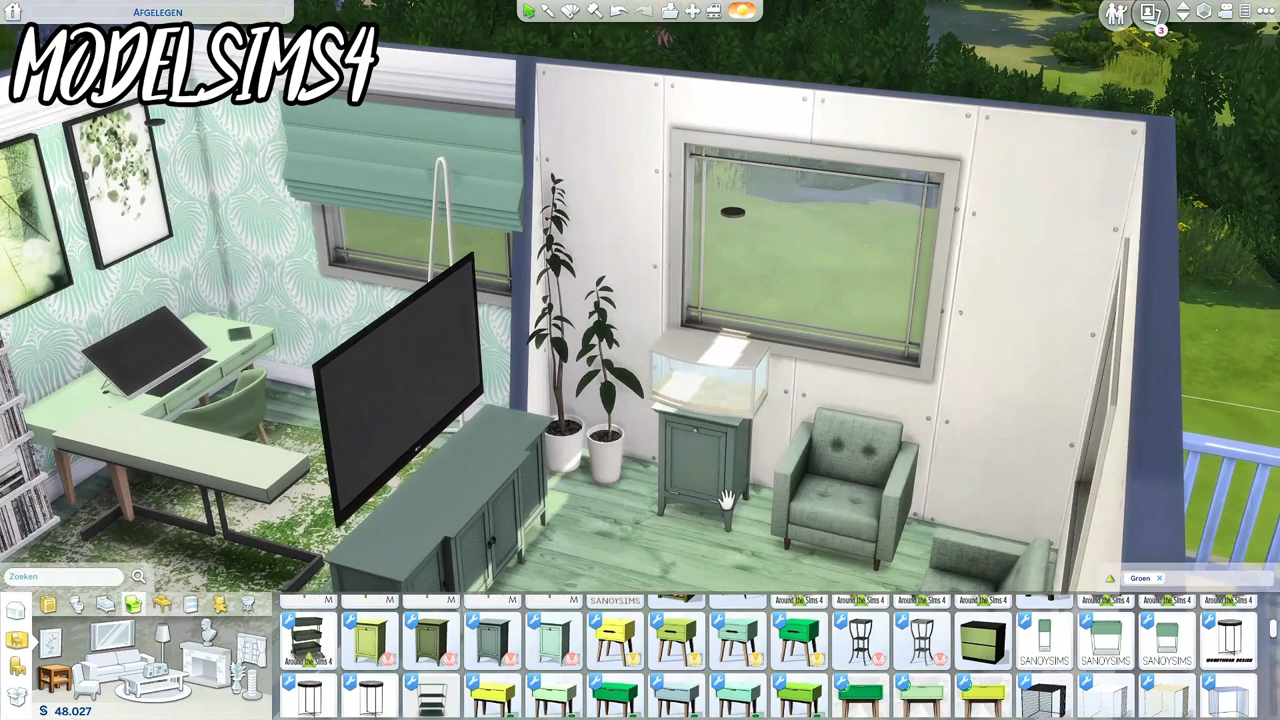 AFGELEGEN
MODELSIMS4
3
Zoeken
Groen
M
M
M
M
M
SANOYSIMS
Around the Sims 4
Around the Sims 4
Around the Sims 4
Around the Sims 4
Around the Sims 4
Around the Sims 4
Around the Sims 4
Around the Sims 4
SANOYSIMS
SANOYSIMS
SANOYSIMS
S 48.027